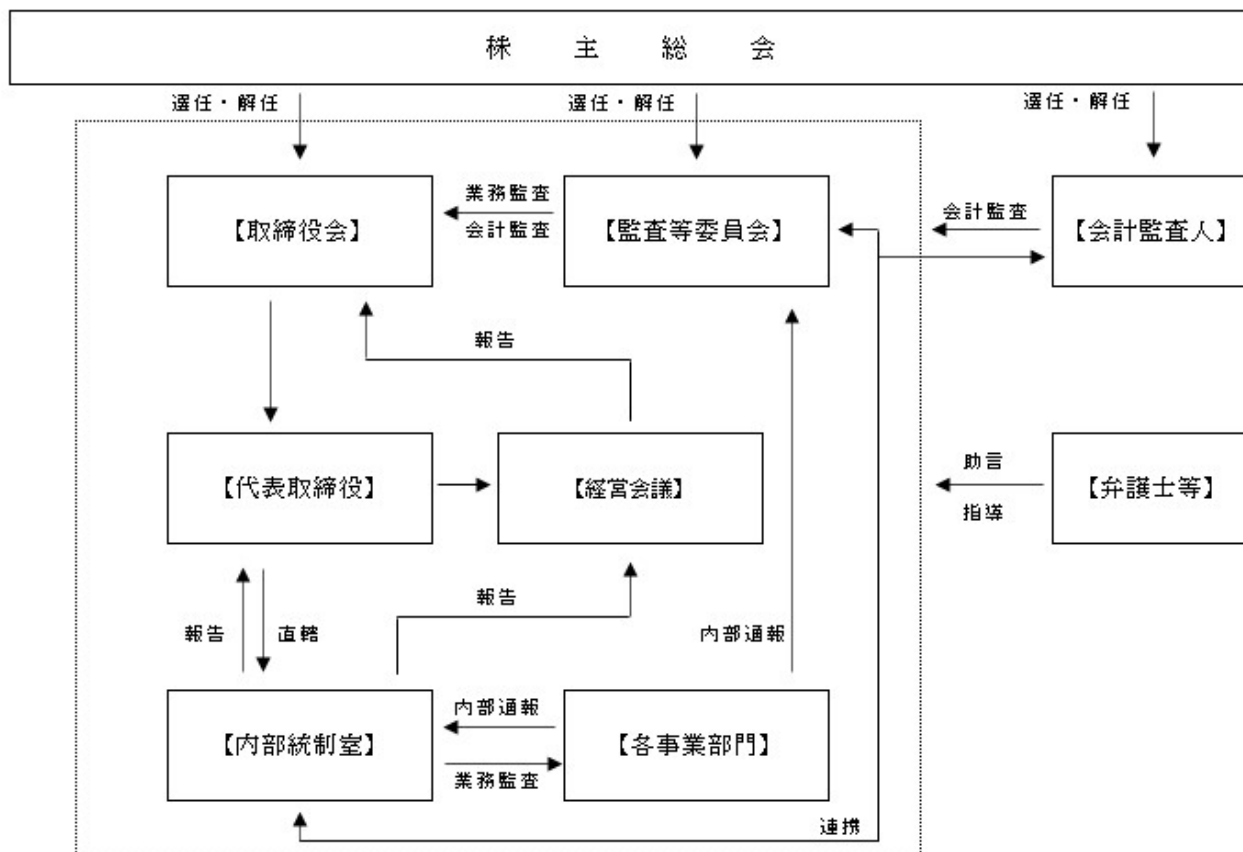 株主総会
選任・解任
選任・解任
選任・解任
【取締役会】
業務監査
会計監査
【監査等委員会】
会計監査
【会計監査人】
報告
【代表取締役】
【経営会議】
助言
指導
【弁護士等】
報告
直轄
報告
内部通報
【内部統制室】
内部通報
業務監査
【各事業部門】
連携